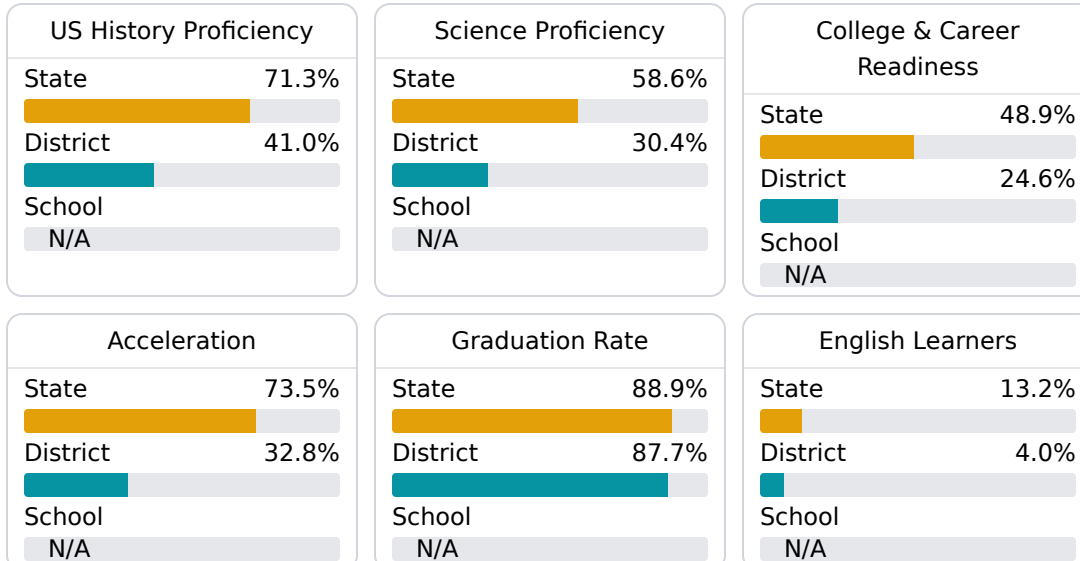 US History Proficiency
State 71.3%
District 41.0%
School
N/A
Science Proficiency
State 58.6%
District 30.4%
School
N/A
College & Career
Readiness
State 48.9%
District 24.6%
School
N/A
Acceleration
State 73.5%
District 32.8%
School
N/A
Graduation Rate
State 88.9%
District 87.7%
School
N/A
English Learners
State 13.2%
District 4.0%
School
N/A